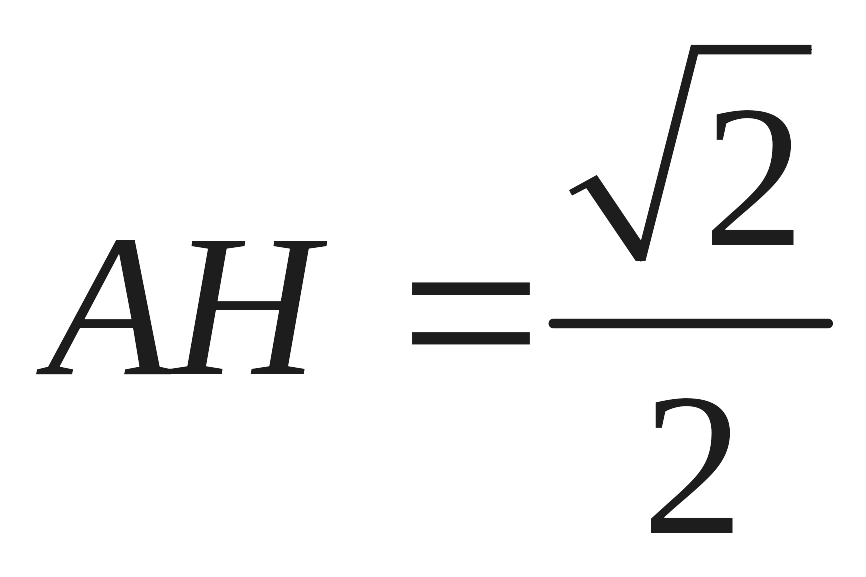 AH = √2/2